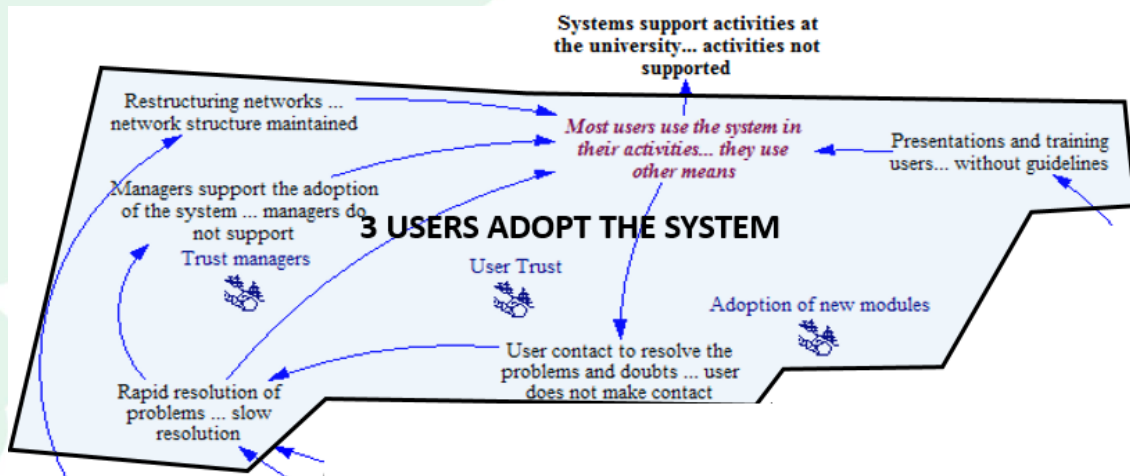 Systems support activities at
the university... activities not
supported
Restructuring networks ...
network structure maintained
Most users use the system in
their activities... they use
other means
Presentations and training
users... without guidelines
Managers support the adoption
of the system ... managers do
not support
3 USERS ADOPT THE SYSTEM
Trust managers
User Trust
Adoption of new modules
User contact to resolve the
problems and doubts ... user
does not make contact
Rapid resolution of
problems ... slow
resolution